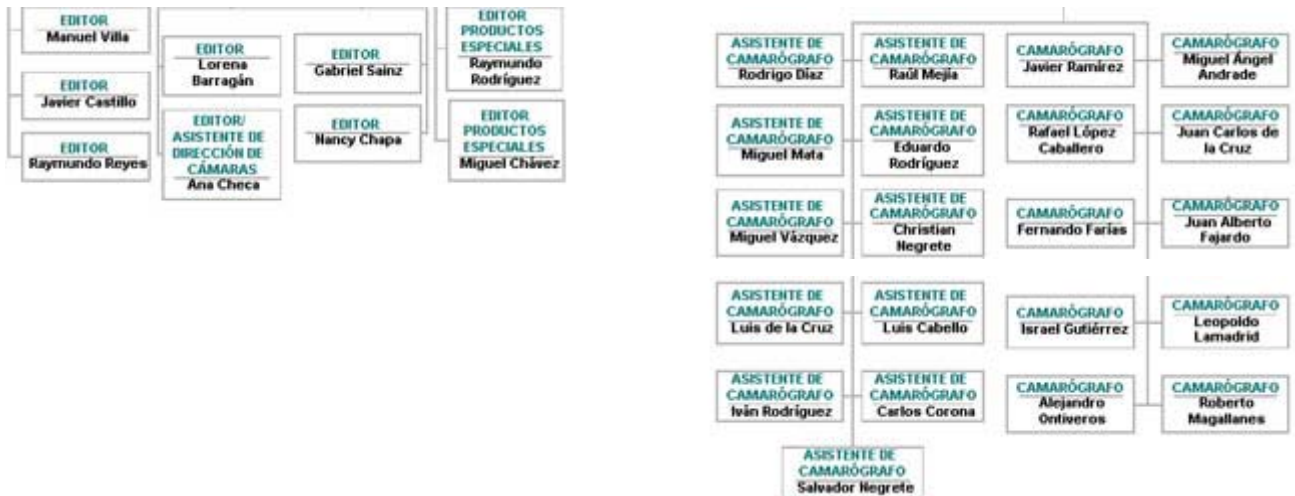 EDITOR
Manuel Villa
EDITOR
Javier Castillo
EDITOR
Raymundo Reyes
EDITOR
Lorena
Barragán
EDITOR/
ASISTENTE DE
DIRECCIÓN DE
CÁMARAS
Ana Checa
EDITOR
Gabriel Sainz
EDITOR
Nancy Chapa
EDITOR
PRODUCTOS
ESPECIALES
Raymundo
Rodríguez
EDITOR
PRODUCTOS
ESPECIALES
Miguel Chávez
ASISTENTE DE
CAMARÓGRAFO
Rodrigo Díaz
ASISTENTE DE
CAMARÓGRAFO
Raúl Mejía
CAMARÓGRAFO
Javier Ramírez
CAMARÓGRAFO
Miguel Ángel
Andrade
ASISTENTE DE
CAMARÓGRAFO
Miguel Mata
ASISTENTE DE
CAMARÓGRAFO
Eduardo
Rodríguez
CAMARÓGRAFO
Rafael López
Caballero
CAMARÓGRAFO
Juan Carlos de
la Cruz
ASISTENTE DE
CAMARÓGRAFO
Miguel Vázquez
ASISTENTE DE
CAMARÓGRAFO
Christian
Negrete
CAMARÓGRAFO
Fernando Farías
CAMARÓGRAFO
Juan Alberto
Fajardo
ASISTENTE DE
CAMARÓGRAFO
Luis de la Cruz
ASISTENTE DE
CAMARÓGRAFO
Luis Cabello
CAMARÓGRAFO
Israel Gutiérrez
CAMARÓGRAFO
Leopoldo
Lamadrid
ASISTENTE DE
CAMARÓGRAFO
Iván Rodríguez
ASISTENTE DE
CAMARÓGRAFO
Carlos Corona
CAMARÓGRAFO
Alejandro
Ontiveros
CAMARÓGRAFO
Roberto
Magallanes
ASISTENTE DE
CAMARÓGRAFO
Salvador Negrete